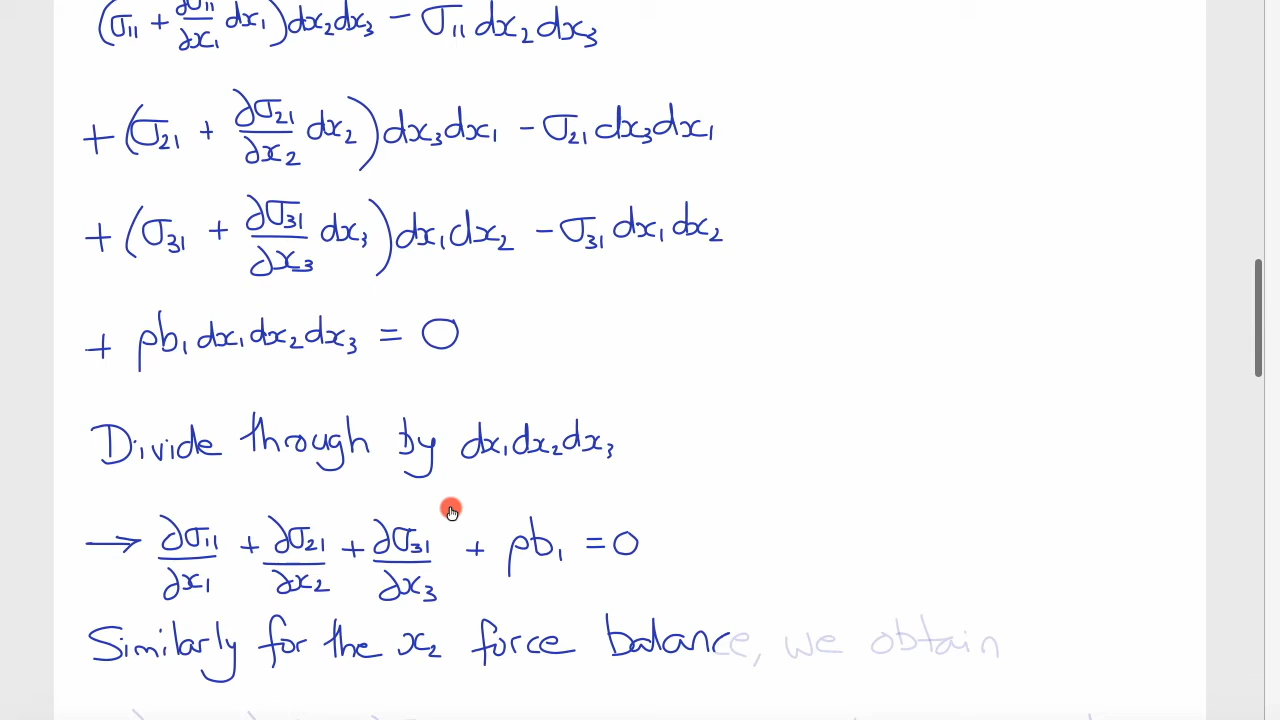 (σ₁₁ + ∂σ₁₁/∂x₁ dx₁)dx₂dx₃ − σ₁₁ dx₂dx₃
+ (σ₂₁ + ∂σ₂₁/∂x₂ dx₂)dx₃dx₁ − σ₂₁ dx₃dx₁
+ (σ₃₁ + ∂σ₃₁/∂x₃ dx₃)dx₁dx₂ − σ₃₁ dx₁dx₂
+ ρb₁dx₁dx₂dx₃ = 0
Divide through by dx₁dx₂dx₃
→ ∂σ₁₁/∂x₁ + ∂σ₂₁/∂x₂ + ∂σ₃₁/∂x₃ + ρb₁ = 0
Similarly for the x₂ force balance, we obtain